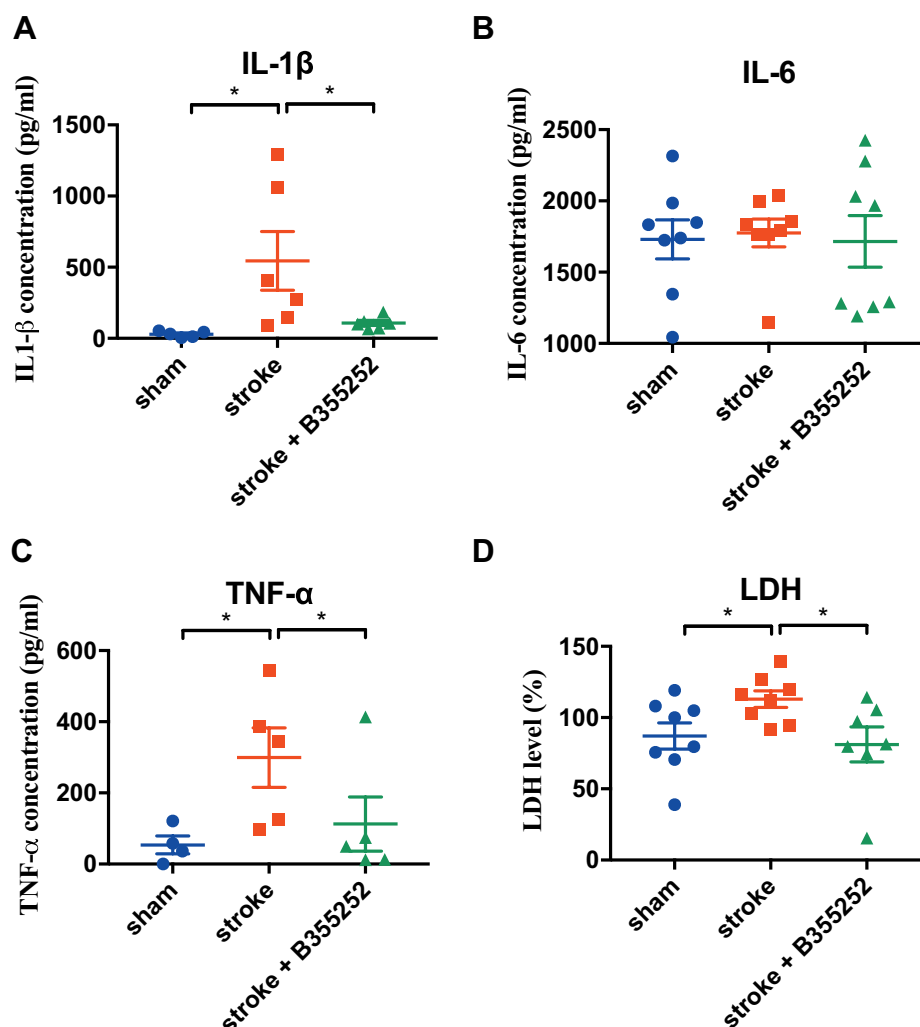 A
IL-1β
IL1-β concentration (pg/ml)
*
*
1500
1000
500
0
sham
stroke
stroke + B355252
B
IL-6
IL-6 concentration (pg/ml)
2500
2000
1500
1000
sham
stroke
stroke + B355252
C
TNF-α
TNF-α concentration (pg/ml)
*
*
600
400
200
0
sham
stroke
stroke + B355252
D
LDH
LDH level (%)
*
*
150
100
50
0
sham
stroke
stroke + B355252